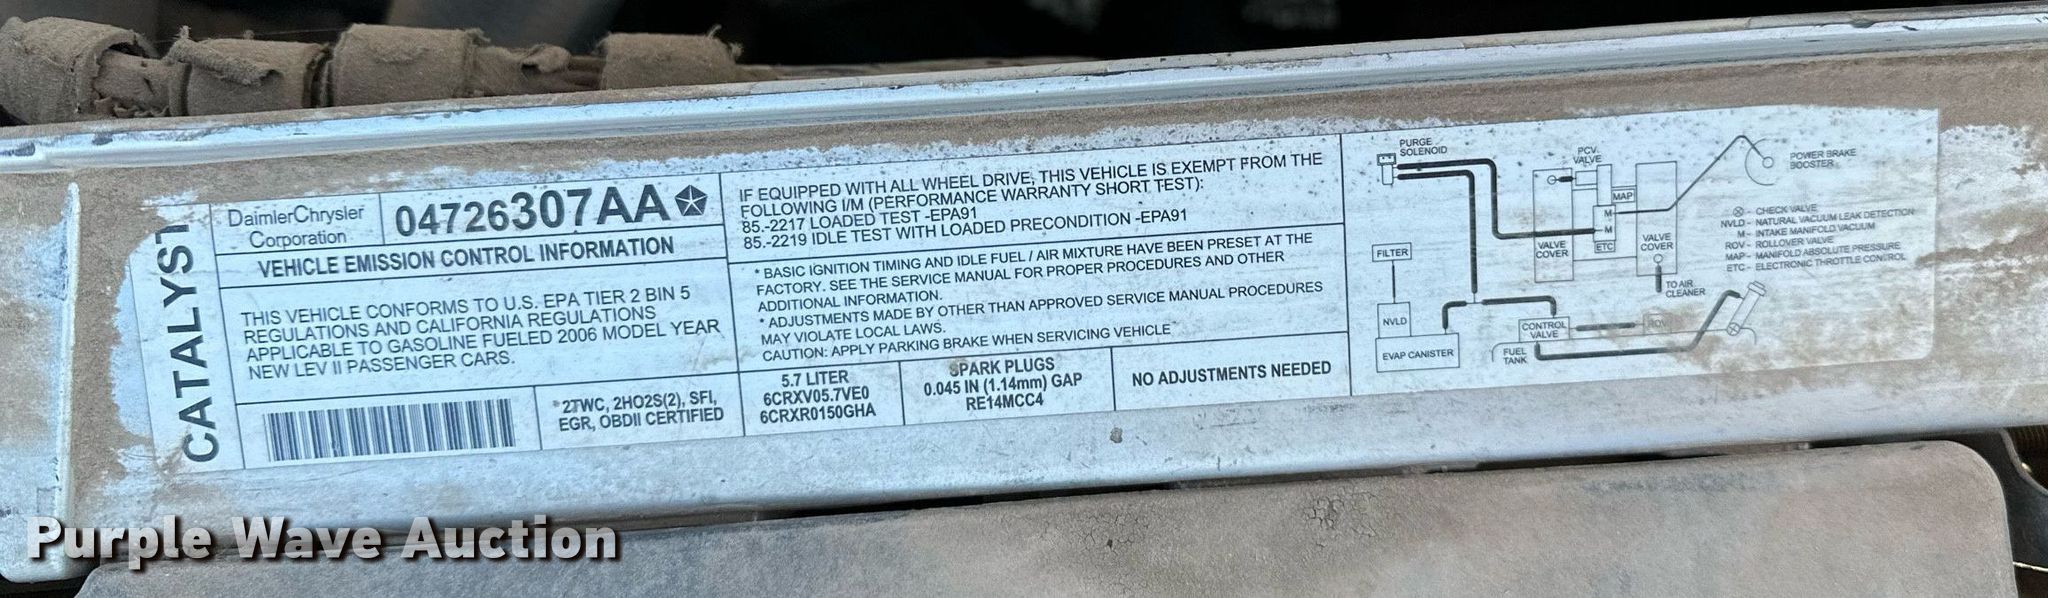 CATALYST
DaimlerChrysler
Corporation
04726307AA
VEHICLE EMISSION CONTROL INFORMATION
THIS VEHICLE CONFORMS TO U.S. EPA TIER 2 BIN 5
REGULATIONS AND CALIFORNIA REGULATIONS
APPLICABLE TO GASOLINE FUELED 2006 MODEL YEAR
NEW LEV II PASSENGER CARS.
*2TWC, 2HO2S(2), SFI,
EGR, OBDII CERTIFIED
IF EQUIPPED WITH ALL WHEEL DRIVE, THIS VEHICLE IS EXEMPT FROM THE
FOLLOWING I/M (PERFORMANCE WARRANTY SHORT TEST):
85.-2217 LOADED TEST -EPA91
85.-2219 IDLE TEST WITH LOADED PRECONDITION -EPA91
* BASIC IGNITION TIMING AND IDLE FUEL / AIR MIXTURE HAVE BEEN PRESET AT THE
FACTORY. SEE THE SERVICE MANUAL FOR PROPER PROCEDURES AND OTHER
ADDITIONAL INFORMATION.
* ADJUSTMENTS MADE BY OTHER THAN APPROVED SERVICE MANUAL PROCEDURES
MAY VIOLATE LOCAL LAWS.
CAUTION: APPLY PARKING BRAKE WHEN SERVICING VEHICLE
5.7 LITER
6CRXV05.7VE0
6CRXR0150GHA
SPARK PLUGS
0.045 IN (1.14mm) GAP
RE14MCC4
NO ADJUSTMENTS NEEDED
PURGE
SOLENOID
PCV.
VALVE
POWER BRAKE
BOOSTER
MAP
M
M
ETC
VALVE
COVER
VALVE
COVER
TO AIR
CLEANER
FILTER
NVLD
EVAP CANISTER
CONTROL
VALVE
ROV
FUEL
TANK
- CHECK VALVE
NVLD - NATURAL VACUUM LEAK DETECTION
M - INTAKE MANIFOLD VACUUM
ROV - ROLLOVER VALVE
MAP - MANIFOLD ABSOLUTE PRESSURE
ETC - ELECTRONIC THROTTLE CONTROL
Purple Wave Auction